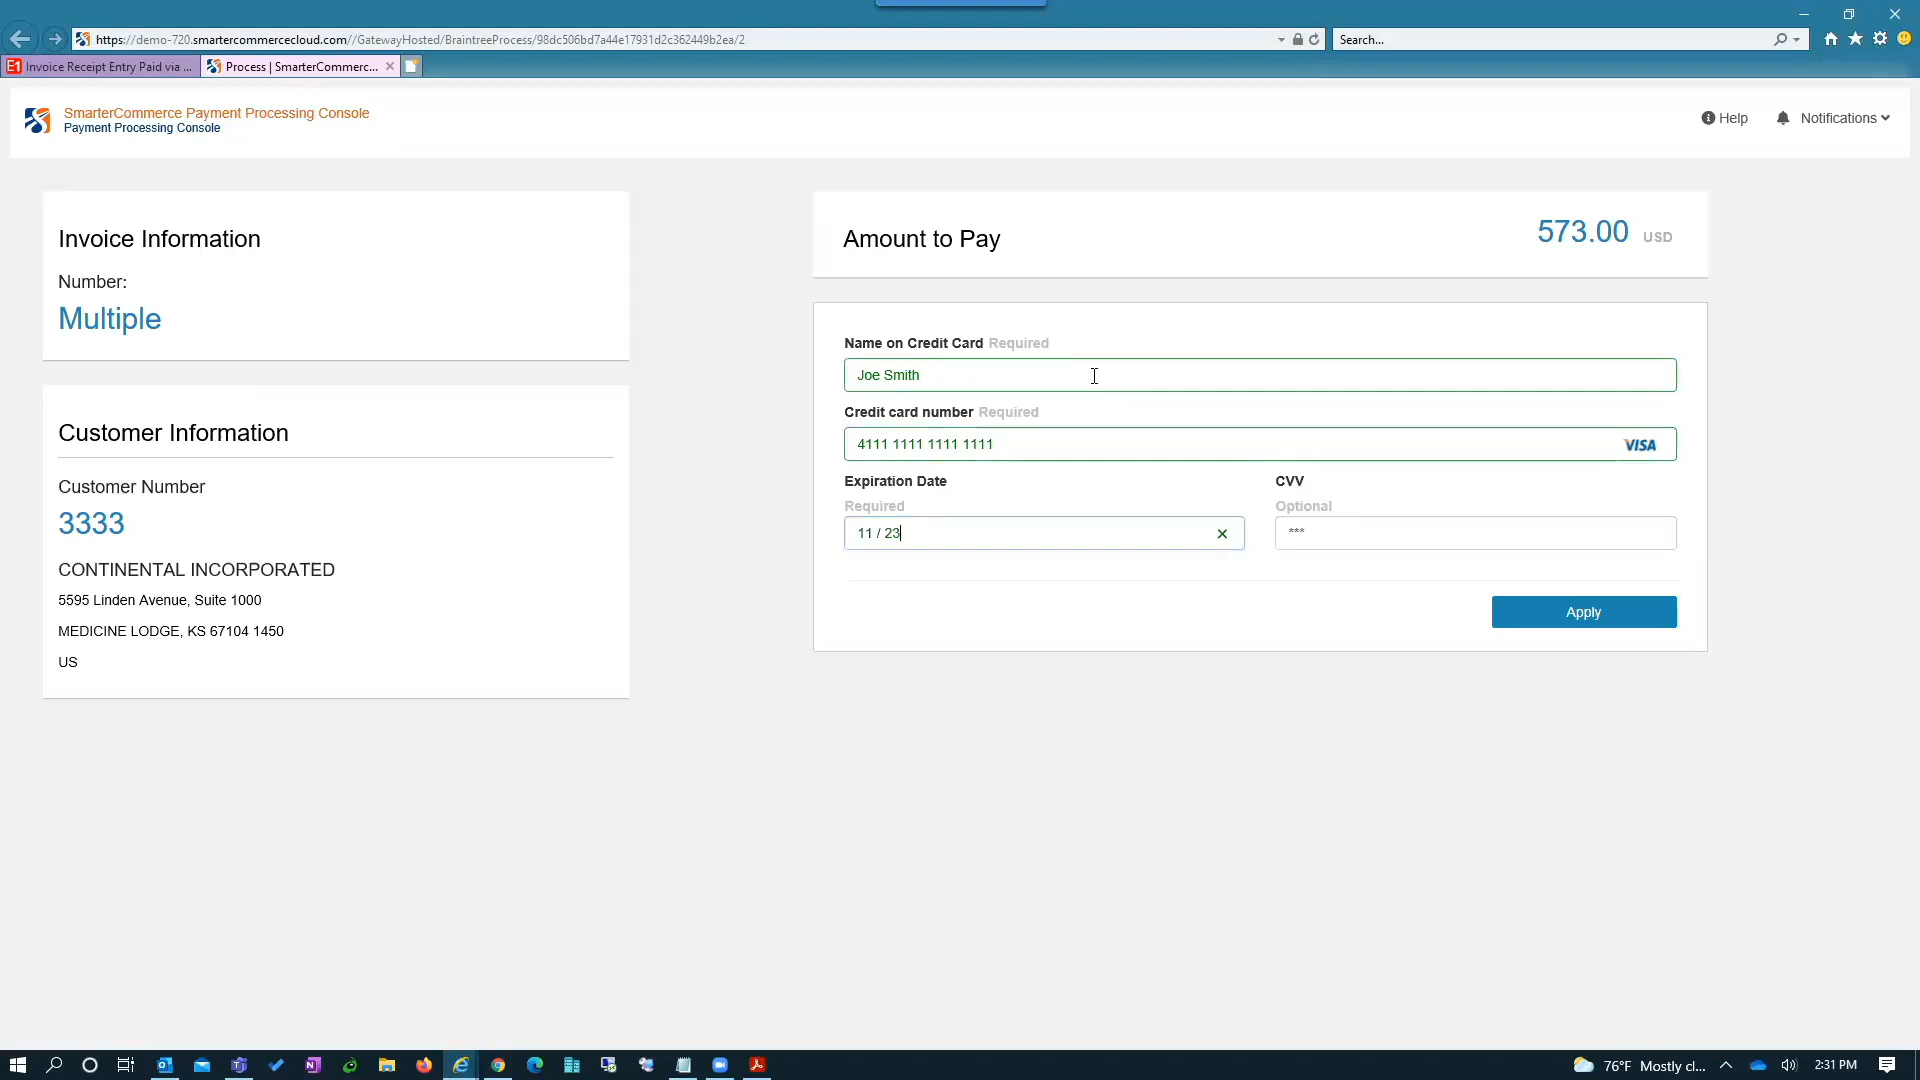 https://demo-720.smartercommercecloud.com//GatewayHosted/BraintreeProcess/98dc506bd7a44e17931d2c362449b2ea/2
Search...
E1 Invoice Receipt Entry Paid via ...
Process | SmarterCommerc...
SmarterCommerce Payment Processing Console
Payment Processing Console
Help
Notifications
Invoice Information
Number:
Multiple
Customer Information
Customer Number
3333
CONTINENTAL INCORPORATED
5595 Linden Avenue, Suite 1000
MEDICINE LODGE, KS 67104 1450
US
Amount to Pay
573.00 USD
Name on Credit Card Required
Joe Smith
Credit card number Required
4111 1111 1111 1111
VISA
Expiration Date
Required
11 / 23
CVV
Optional
***
Apply
76°F Mostly cl...
2:31 PM